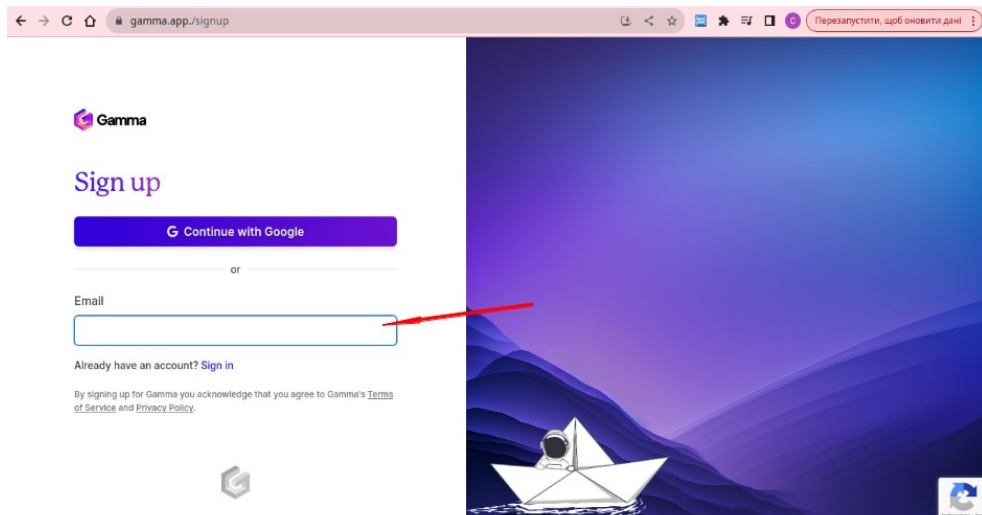 gamma.app./signup
C
Перезапустити, щоб оновити дані
Gamma
Sign up
G Continue with Google
or
Email
Already have an account? Sign in
By signing up for Gamma you acknowledge that you agree to Gamma's Terms
of Service and Privacy Policy.